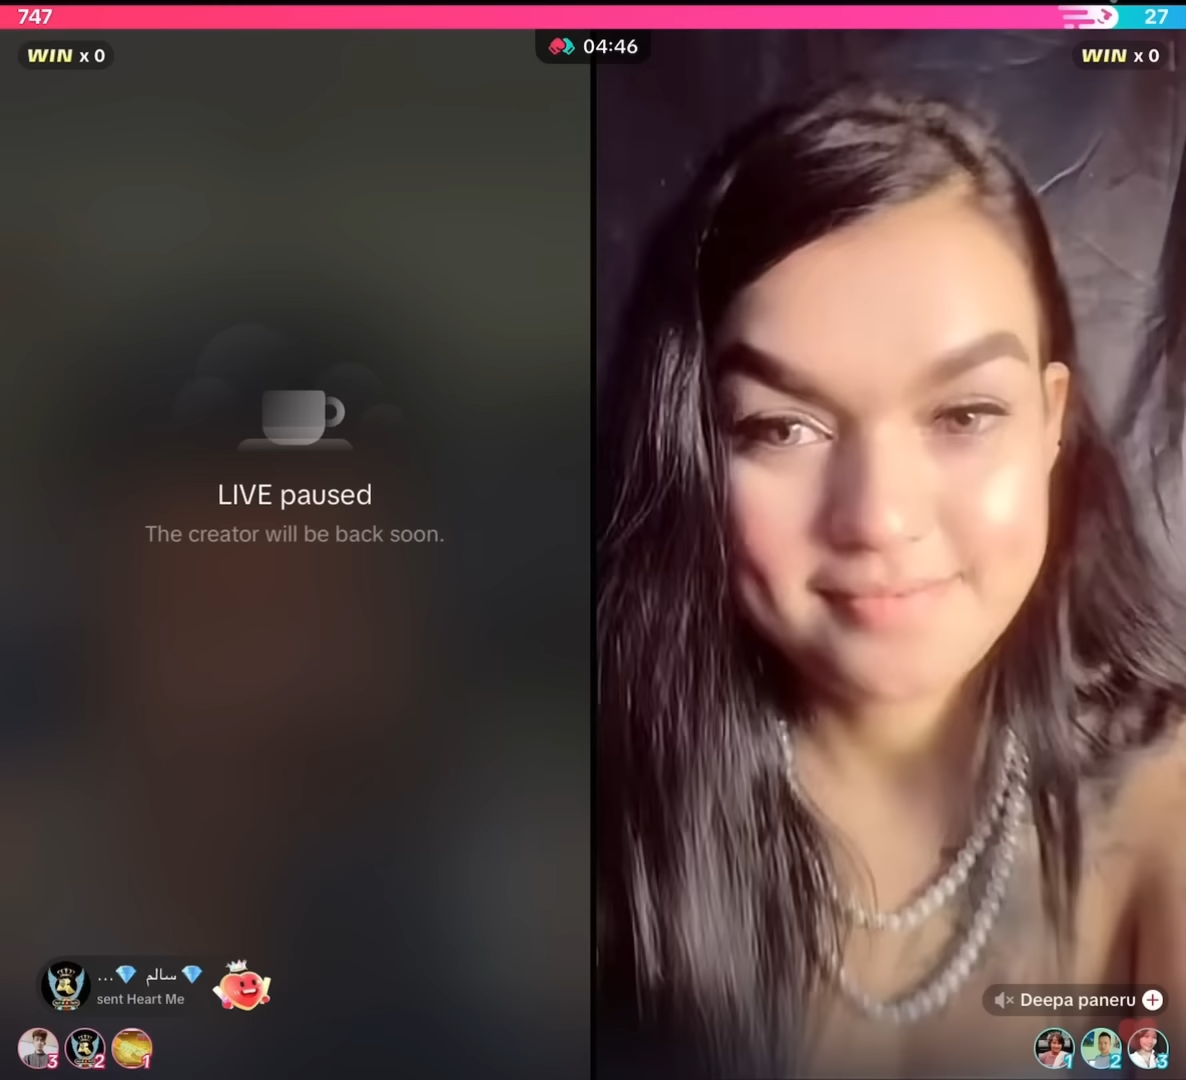 747
27
WIN x 0
04:46
WIN x 0
LIVE paused
The creator will be back soon.
💎 سالم 💎...
sent Heart Me
Deepa paneru
3
2
1
1
2
3